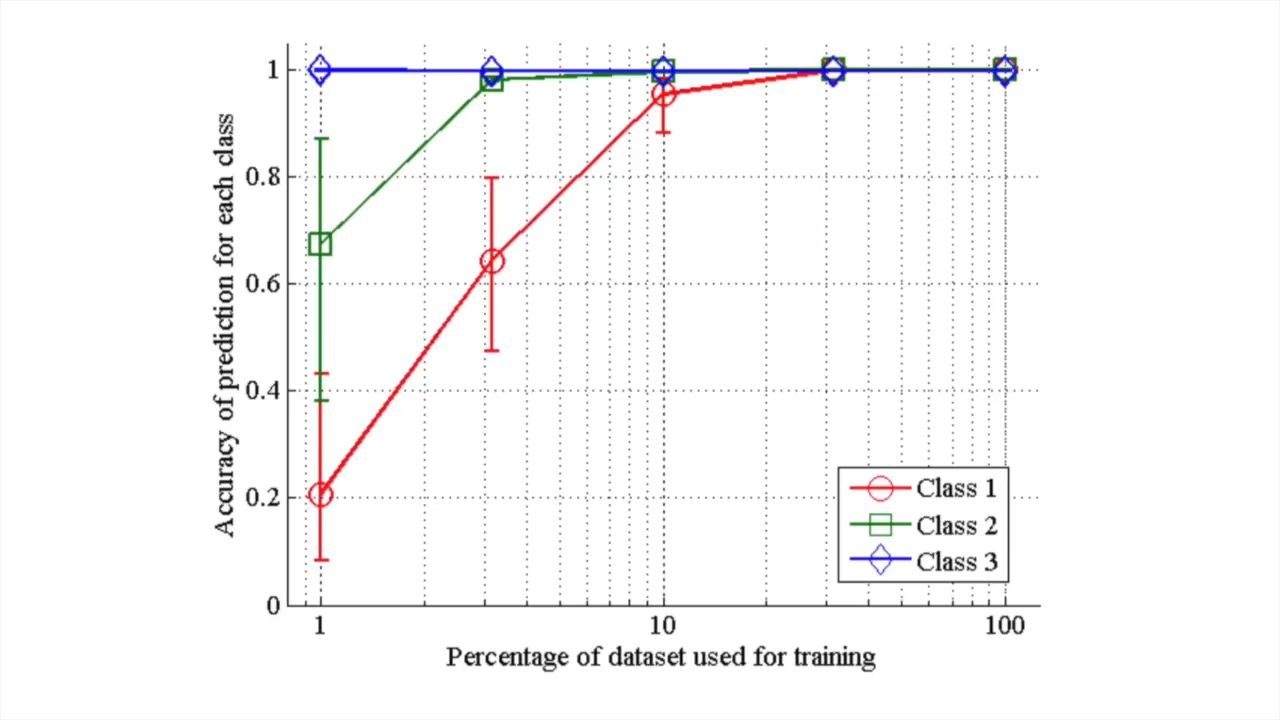 Accuracy of prediction for each class
1
0.8
0.6
0.4
0.2
0
1
10
100
Percentage of dataset used for training
Class 1
Class 2
Class 3